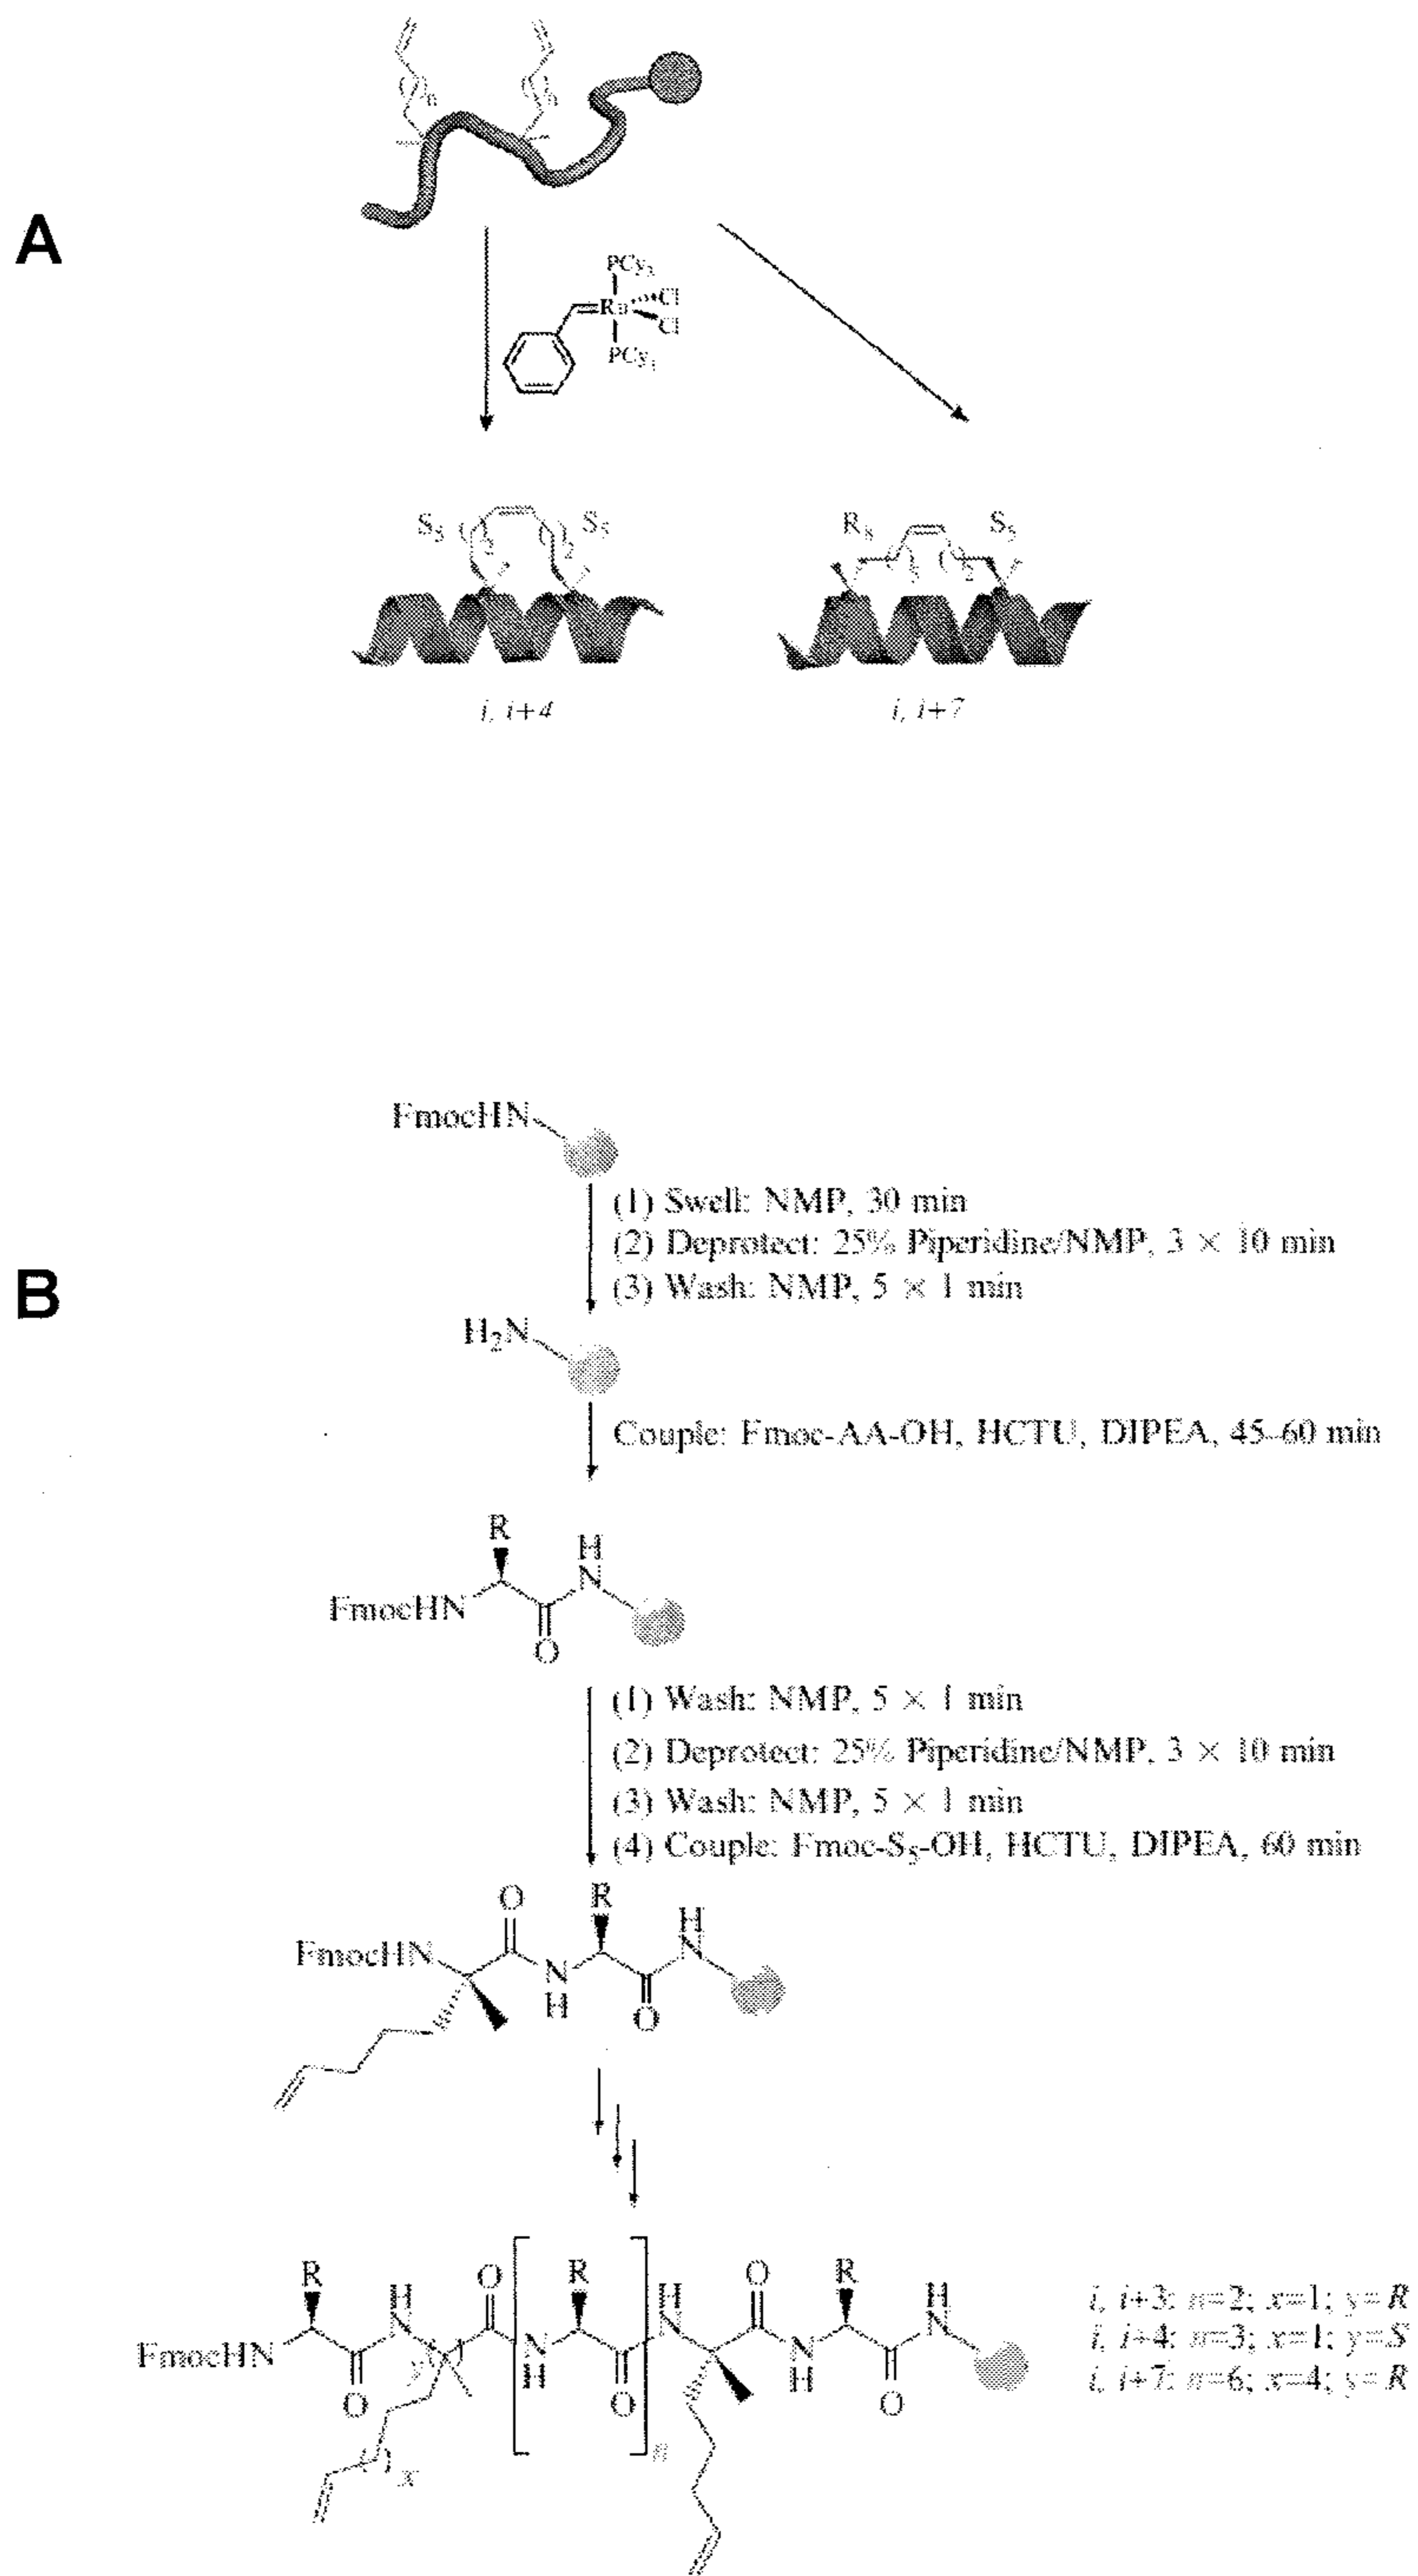 A
( )n ( )n
PCy3
Ru Cl
Cl
PCy3
S5 ( )2 ( )2 S5
R8 ( )5 ( )2 S5
i, i+4
i, i+7
B
FmocHN
(1) Swell: NMP, 30 min
(2) Deprotect: 25% Piperidine/NMP, 3 × 10 min
(3) Wash: NMP, 5 × 1 min
H2N
Couple: Fmoc-AA-OH, HCTU, DIPEA, 45–60 min
R
H
N
FmocHN
O
(1) Wash: NMP, 5 × 1 min
(2) Deprotect: 25% Piperidine/NMP, 3 × 10 min
(3) Wash: NMP, 5 × 1 min
(4) Couple: Fmoc-S5-OH, HCTU, DIPEA, 60 min
O R H
FmocHN N N
H O
R H O R H O R H
N N N
FmocHN y( ) N N
O H O H O
n
( )x
i, i+3: n=2; x=1; y=R
i, i+4: n=3; x=1; y=S
i, i+7: n=6; x=4; y=R